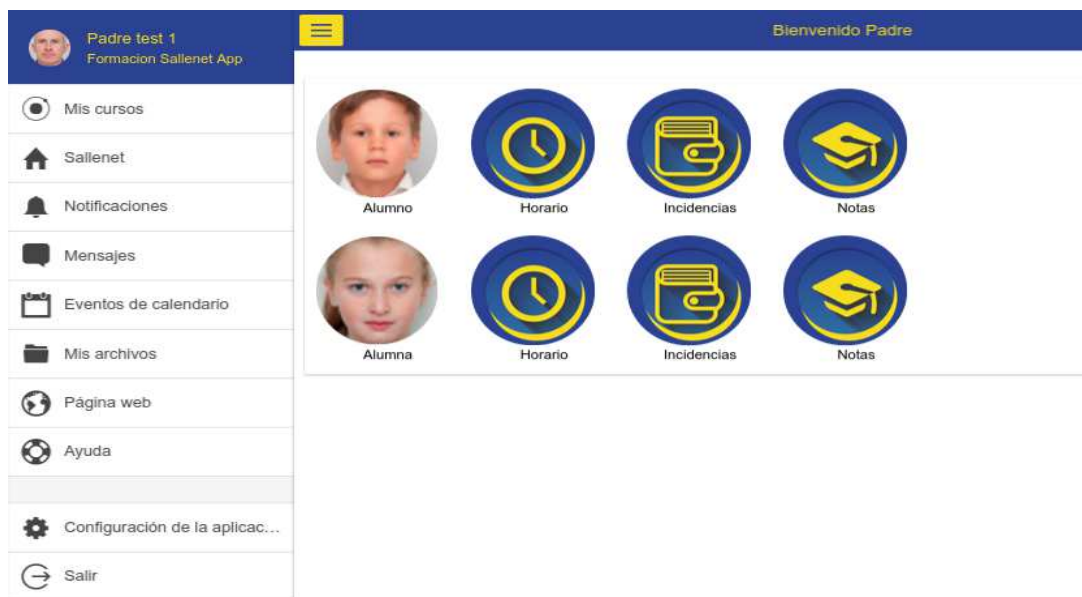 Padre test 1
Formacion Sallenet App
Bienvenido Padre
Mis cursos
Sallenet
Notificaciones
Mensajes
Eventos de calendario
Mis archivos
Página web
Ayuda
Configuración de la aplicac...
Salir
Alumno Horario Incidencias Notas
Alumna Horario Incidencias Notas